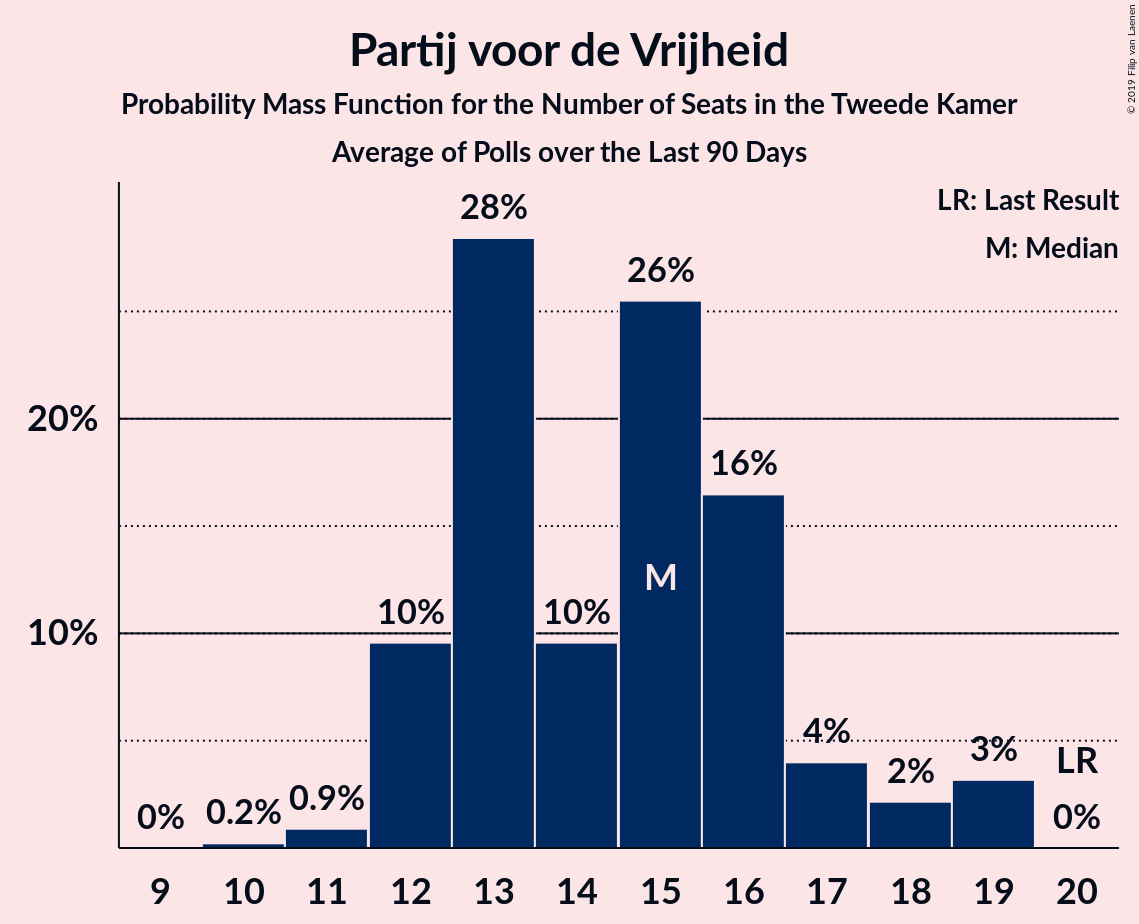 Partij voor de Vrijheid
Probability Mass Function for the Number of Seats in the Tweede Kamer
Average of Polls over the Last 90 Days
© 2019 Filip van Laenen
LR: Last Result
M: Median
28%
26%
20%
16%
M
10%
10%
10%
4%
3%
LR
2%
0.9%
0.2%
0%
0%
9 10 11 12 13 14 15 16 17 18 19 20